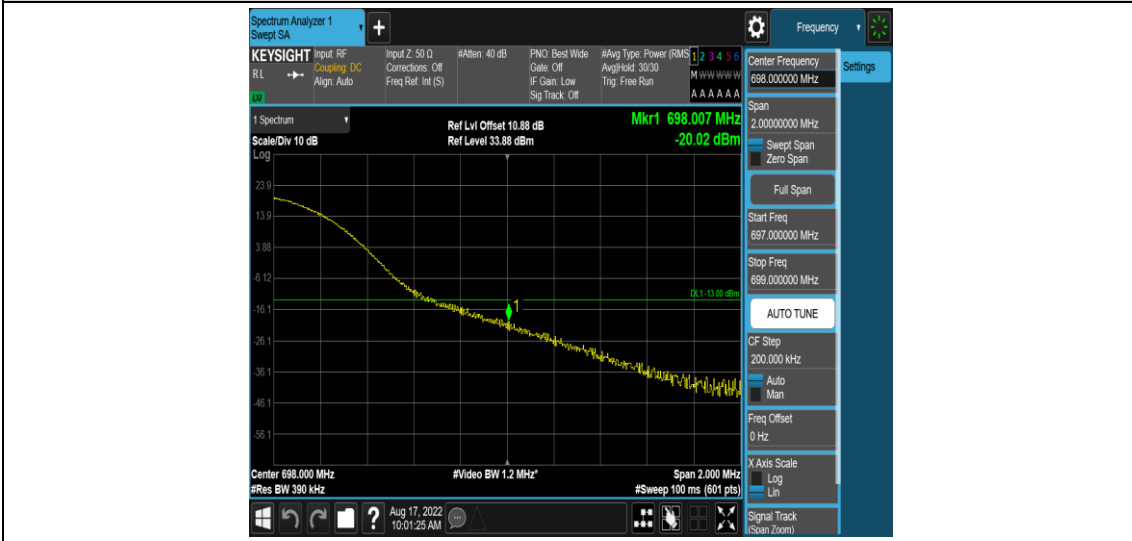 Spectrum Analyzer 1
Swept SA
+
Frequency
KEYSIGHT
RL
Input: RF
Coupling: DC
Align: Auto
Input Z: 50 Ω
Corrections: Off
Freq Ref: Int (S)
#Atten: 40 dB
PNO: Best Wide
Gate: Off
IF Gain: Low
Sig Track: Off
#Avg Type: Power (RMS
Avg|Hold: 30/30
Trig: Free Run
1 2 3 4 5 6
M W W W W W
A A A A A A
1 Spectrum
Scale/Div 10 dB
Log
Ref Lvl Offset 10.88 dB
Ref Level 33.88 dBm
Mkr1 698.007 MHz
-20.02 dBm
23.9
13.9
3.88
-6.12
-16.1
-26.1
-36.1
-46.1
-56.1
DL1 -13.00 dBm
1
Center 698.000 MHz
#Res BW 390 kHz
#Video BW 1.2 MHz*
Span 2.000 MHz
#Sweep 100 ms (601 pts)
?
Aug 17, 2022
10:01:25 AM
Center Frequency
698.000000 MHz
Settings
Span
2.00000000 MHz
Swept Span
Zero Span
Full Span
Start Freq
697.000000 MHz
Stop Freq
699.000000 MHz
AUTO TUNE
CF Step
200.000 kHz
Auto
Man
Freq Offset
0 Hz
X Axis Scale
Log
Lin
Signal Track
(Span Zoom)